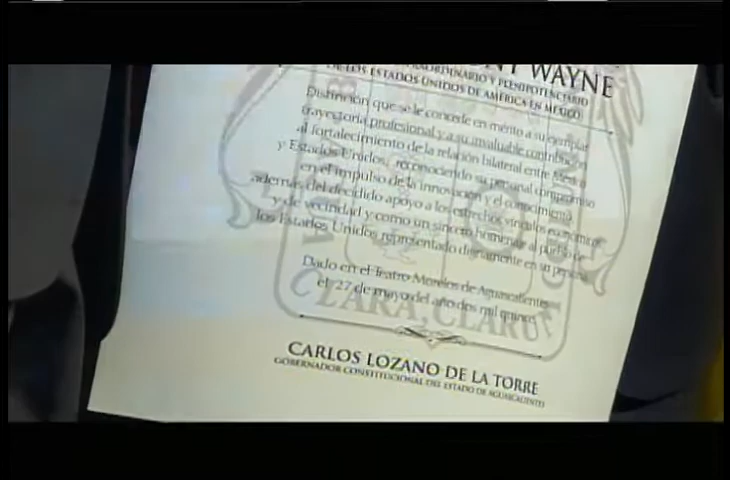 WAYNE
EXTRAORDINARIO Y PLENIPOTENCIARIO
DE LOS ESTADOS UNIDOS DE AMÉRICA EN MÉXICO
Distinción que se le concede en mérito a su ejemplar
trayectoria profesional y a su invaluable contribución
al fortalecimiento de la relación bilateral entre México
y Estados Unidos, reconociendo su personal compromiso
en el impulso de la innovación y el conocimiento,
además del decidido apoyo a los estrechos vínculos económicos
y de vecindad y como un sincero homenaje al pueblo de
los Estados Unidos representado dignamente en su persona.
Dado en el Teatro Morelos de Aguascalientes
el 27 de mayo del año dos mil quince.
CLARA, CLARUM
CARLOS LOZANO DE LA TORRE
GOBERNADOR CONSTITUCIONAL DEL ESTADO DE AGUASCALIENTES